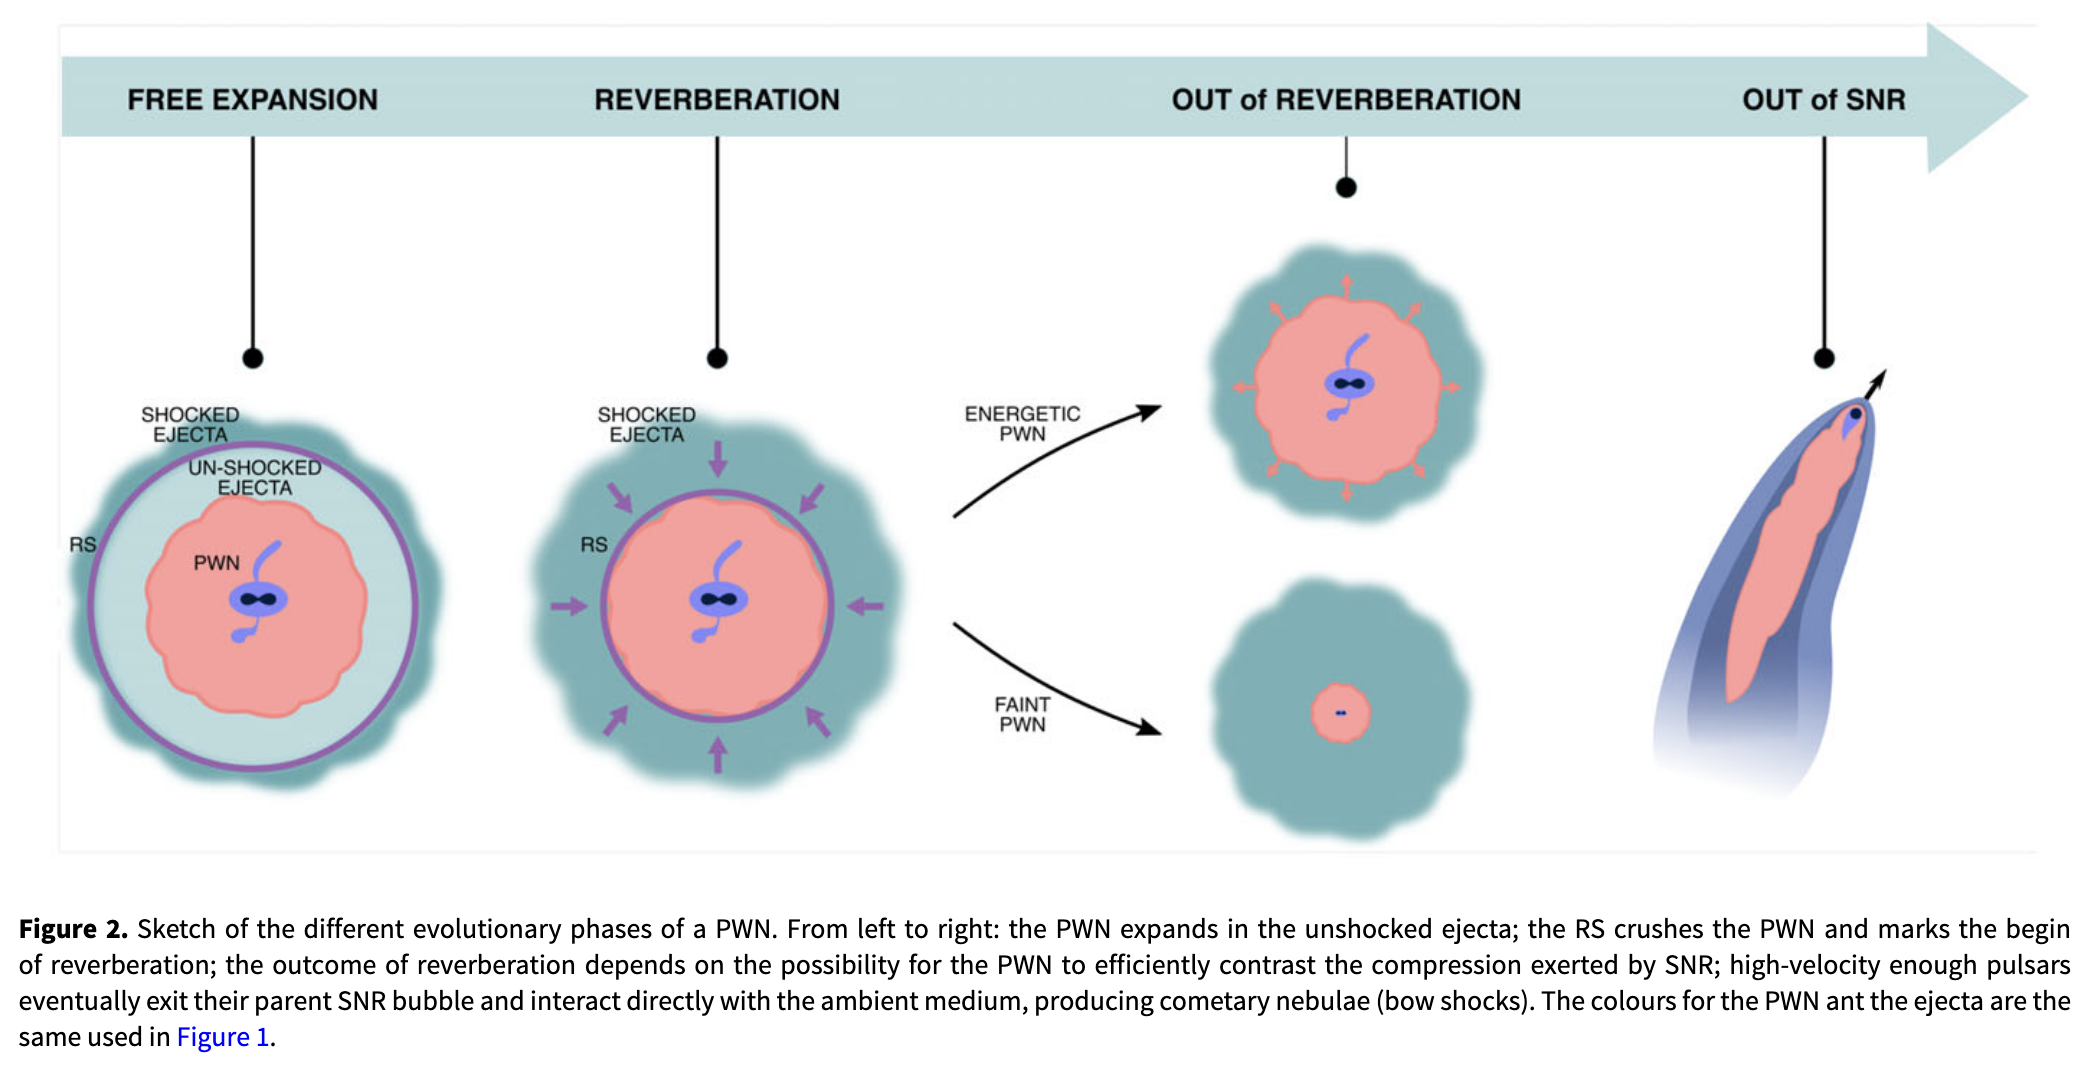 FREE EXPANSION
REVERBERATION
OUT of REVERBERATION
OUT of SNR
SHOCKED
EJECTA
UN-SHOCKED
EJECTA
RS
PWN
SHOCKED
EJECTA
RS
ENERGETIC
PWN
FAINT
PWN
Figure 2. Sketch of the different evolutionary phases of a PWN. From left to right: the PWN expands in the unshocked ejecta; the RS crushes the PWN and marks the begin
of reverberation; the outcome of reverberation depends on the possibility for the PWN to efficiently contrast the compression exerted by SNR; high-velocity enough pulsars
eventually exit their parent SNR bubble and interact directly with the ambient medium, producing cometary nebulae (bow shocks). The colours for the PWN ant the ejecta are the
same used in Figure 1.